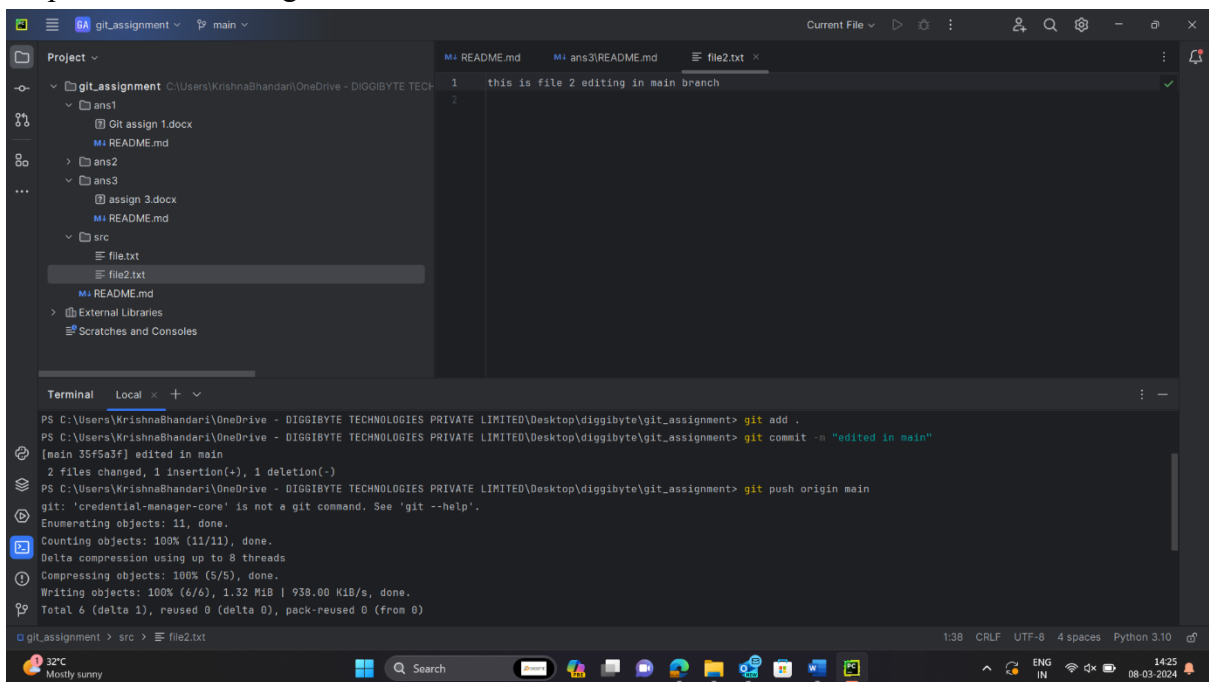 GA git_assignment main Current File
Project
README.md ans3\README.md file2.txt
git_assignment C:\Users\KrishnaBhandari\OneDrive - DIGGIBYTE TECH
1 this is file 2 editing in main branch
2
ans1
Git assign 1.docx
README.md
ans2
ans3
assign 3.docx
README.md
src
file.txt
file2.txt
README.md
External Libraries
Scratches and Consoles
Terminal Local
PS C:\Users\KrishnaBhandari\OneDrive - DIGGIBYTE TECHNOLOGIES PRIVATE LIMITED\Desktop\diggibyte\git_assignment> git add .
PS C:\Users\KrishnaBhandari\OneDrive - DIGGIBYTE TECHNOLOGIES PRIVATE LIMITED\Desktop\diggibyte\git_assignment> git commit -m "edited in main"
[main 35f5a3f] edited in main
2 files changed, 1 insertion(+), 1 deletion(-)
PS C:\Users\KrishnaBhandari\OneDrive - DIGGIBYTE TECHNOLOGIES PRIVATE LIMITED\Desktop\diggibyte\git_assignment> git push origin main
git: 'credential-manager-core' is not a git command. See 'git --help'.
Enumerating objects: 11, done.
Counting objects: 100% (11/11), done.
Delta compression using up to 8 threads
Compressing objects: 100% (5/5), done.
Writing objects: 100% (6/6), 1.32 MiB | 938.00 KiB/s, done.
Total 6 (delta 1), reused 0 (delta 0), pack-reused 0 (from 0)
git_assignment > src > file2.txt 1:38 CRLF UTF-8 4 spaces Python 3.10
32°C
Mostly sunny
Search
ENG
IN
14:25
08-03-2024